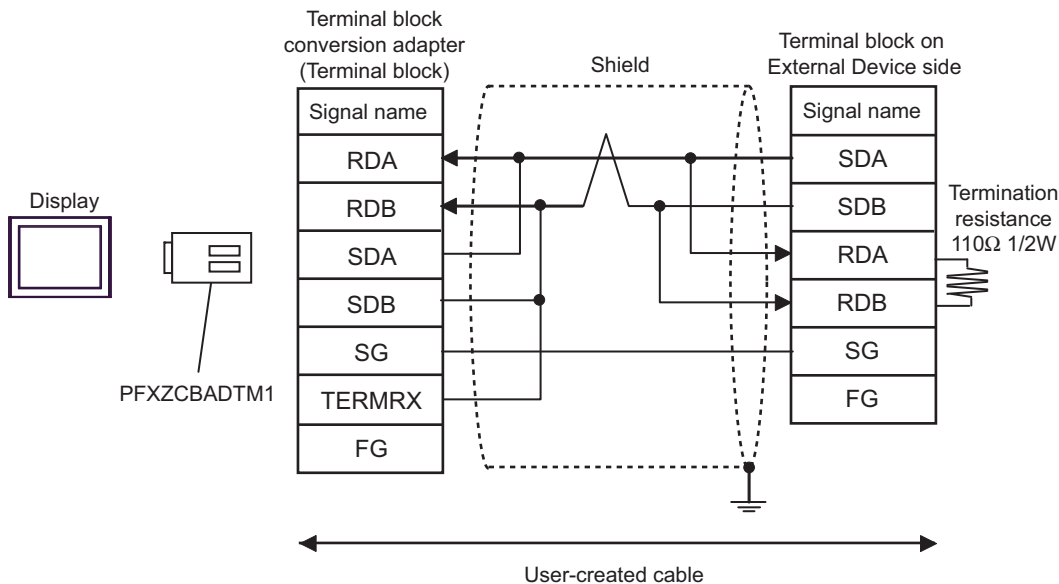 Terminal block
conversion adapter
(Terminal block)
Shield
Terminal block on
External Device side
Display
PFXZCBADTM1
Signal name
RDA
RDB
SDA
SDB
SG
TERMRX
FG
Signal name
SDA
SDB
RDA
RDB
SG
FG
Termination
resistance
110Ω 1/2W
User-created cable